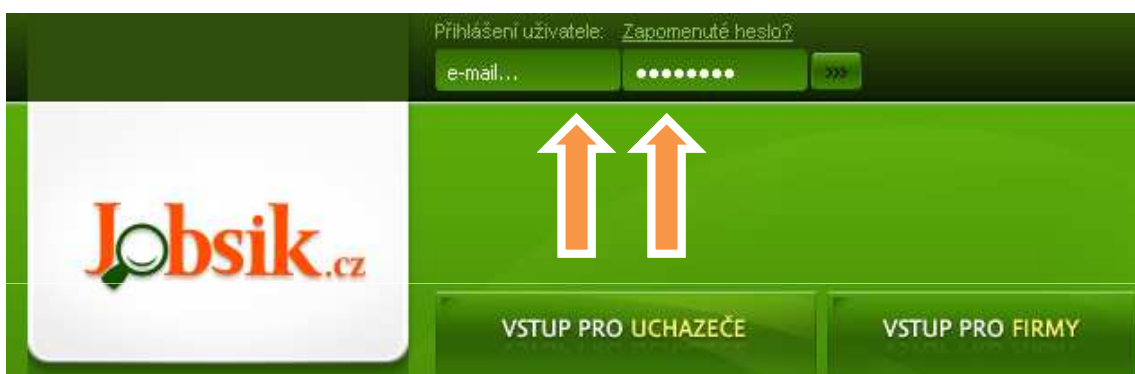 Přihlášení uživatele: Zapomenuté heslo?
e-mail... ●●●●●●●● »»
Jobsik.cz
VSTUP PRO UCHAZEČE VSTUP PRO FIRMY